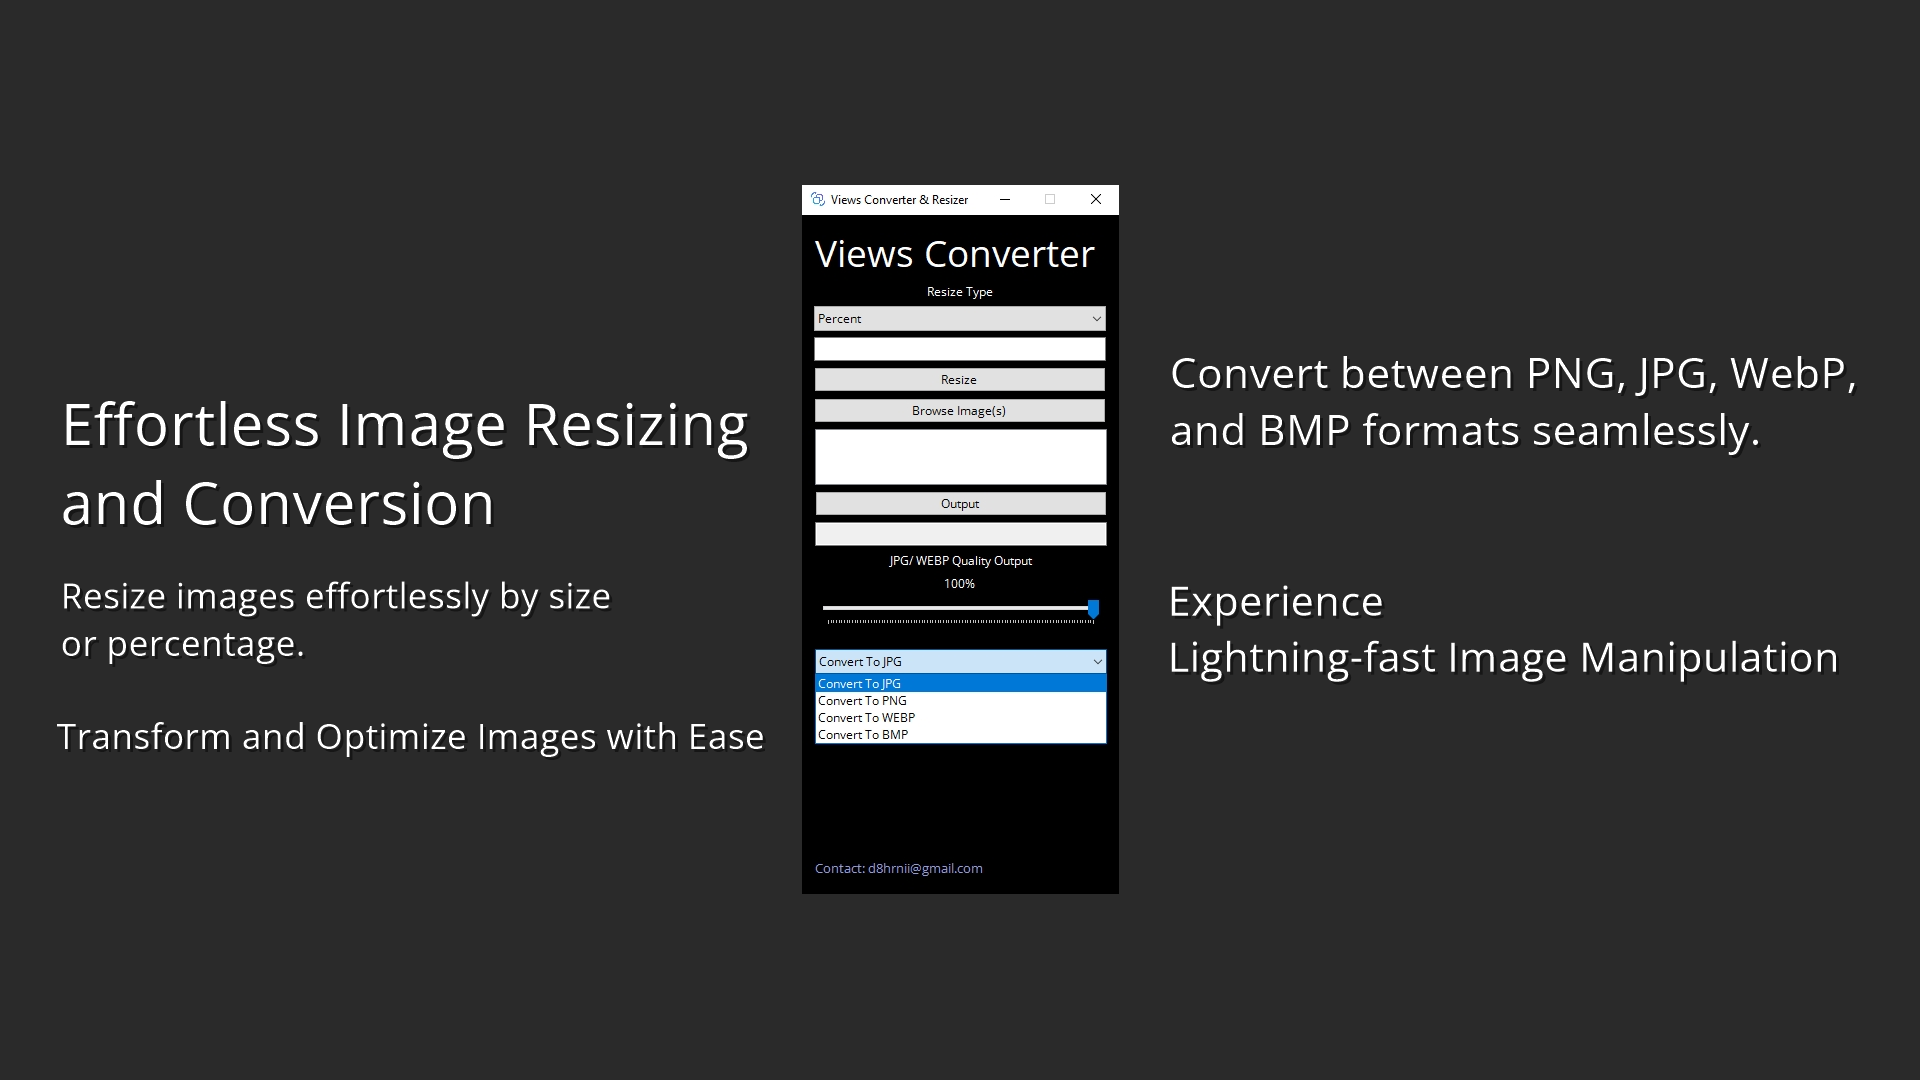 Effortless Image Resizing
and Conversion
Resize images effortlessly by size
or percentage.
Transform and Optimize Images with Ease
Views Converter & Resizer
Views Converter
Resize Type
Percent
Resize
Browse Image(s)
Output
JPG/ WEBP Quality Output
100%
Convert To JPG
Convert To JPG
Convert To PNG
Convert To WEBP
Convert To BMP
Contact: d8hrnii@gmail.com
Convert between PNG, JPG, WebP,
and BMP formats seamlessly.
Experience
Lightning-fast Image Manipulation